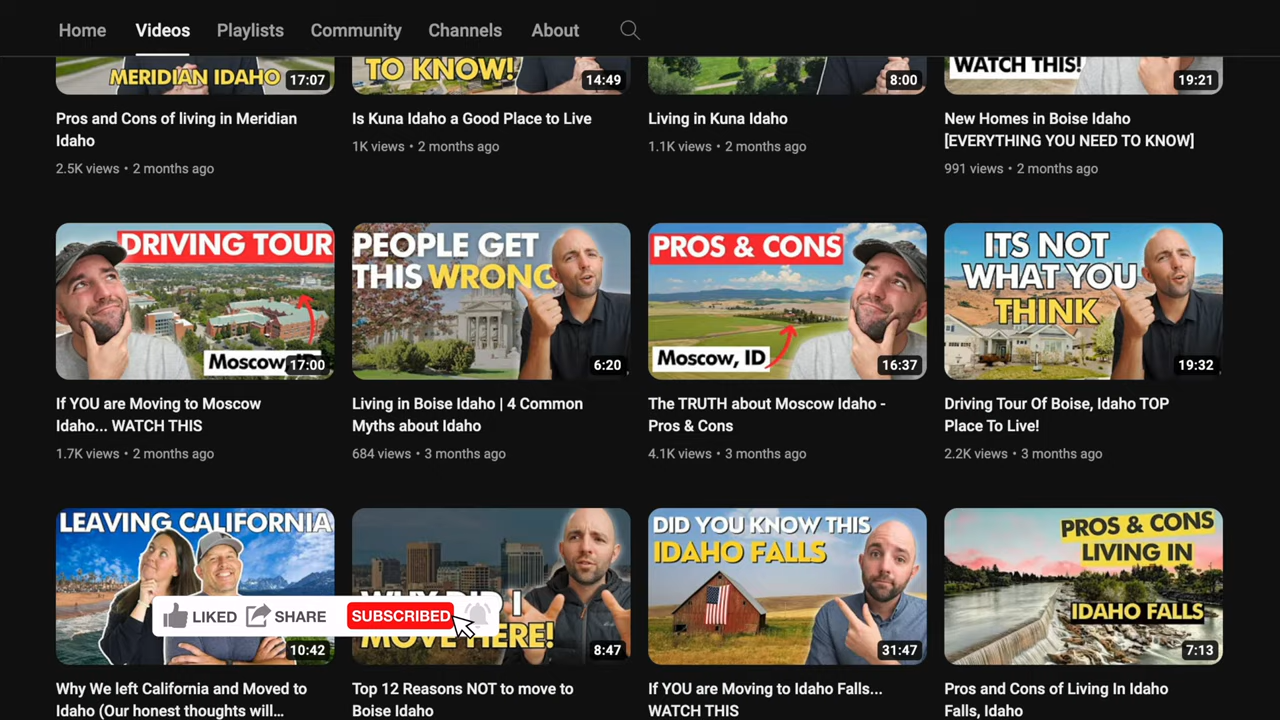 Home Videos Playlists Community Channels About
MERIDIAN IDAHO 17:07
TO KNOW! 14:49
8:00
WATCH THIS! 19:21
Pros and Cons of living in Meridian
Idaho
2.5K views • 2 months ago
Is Kuna Idaho a Good Place to Live
1K views • 2 months ago
Living in Kuna Idaho
1.1K views • 2 months ago
New Homes in Boise Idaho
[EVERYTHING YOU NEED TO KNOW]
991 views • 2 months ago
DRIVING TOUR
Moscow, 17:00
PEOPLE GET
THIS WRONG
6:20
PROS & CONS
Moscow, ID
16:37
ITS NOT
WHAT YOU
THINK
19:32
If YOU are Moving to Moscow
Idaho... WATCH THIS
1.7K views • 2 months ago
Living in Boise Idaho | 4 Common
Myths about Idaho
684 views • 3 months ago
The TRUTH about Moscow Idaho -
Pros & Cons
4.1K views • 3 months ago
Driving Tour Of Boise, Idaho TOP
Place To Live!
2.2K views • 3 months ago
LEAVING CALIFORNIA
10:42
WHY DID I
MOVE HERE!
8:47
DID YOU KNOW THIS
IDAHO FALLS
31:47
PROS & CONS
LIVING IN
IDAHO FALLS
7:13
LIKED SHARE SUBSCRIBED
Why We left California and Moved to
Idaho (Our honest thoughts will...
Top 12 Reasons NOT to move to
Boise Idaho
If YOU are Moving to Idaho Falls...
WATCH THIS
Pros and Cons of Living In Idaho
Falls, Idaho